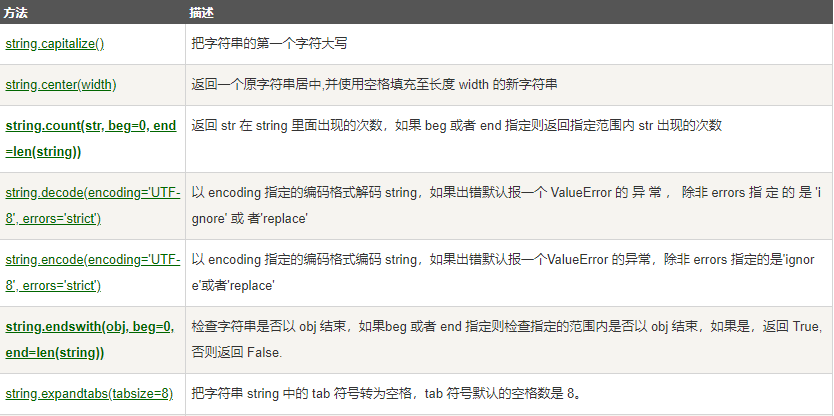 方法 描述
string.capitalize() 把字符串的第一个字符大写
string.center(width) 返回一个原字符串居中,并使用空格填充至长度 width 的新字符串
string.count(str, beg=0, end
=len(string)) 返回 str 在 string 里面出现的次数，如果 beg 或者 end 指定则返回指定范围内 str 出现的次数
string.decode(encoding='UTF-
8', errors='strict')
以 encoding 指定的编码格式解码 string，如果出错默认报一个 ValueError 的 异 常 ， 除非 errors 指 定 的 是 'i
gnore' 或 者'replace'
string.encode(encoding='UTF-
8', errors='strict')
以 encoding 指定的编码格式编码 string，如果出错默认报一个ValueError 的异常，除非 errors 指定的是'ignor
e'或者'replace'
string.endswith(obj, beg=0,
end=len(string))
检查字符串是否以 obj 结束，如果beg 或者 end 指定则检查指定的范围内是否以 obj 结束，如果是，返回 True,
否则返回 False.
string.expandtabs(tabsize=8) 把字符串 string 中的 tab 符号转为空格，tab 符号默认的空格数是 8。